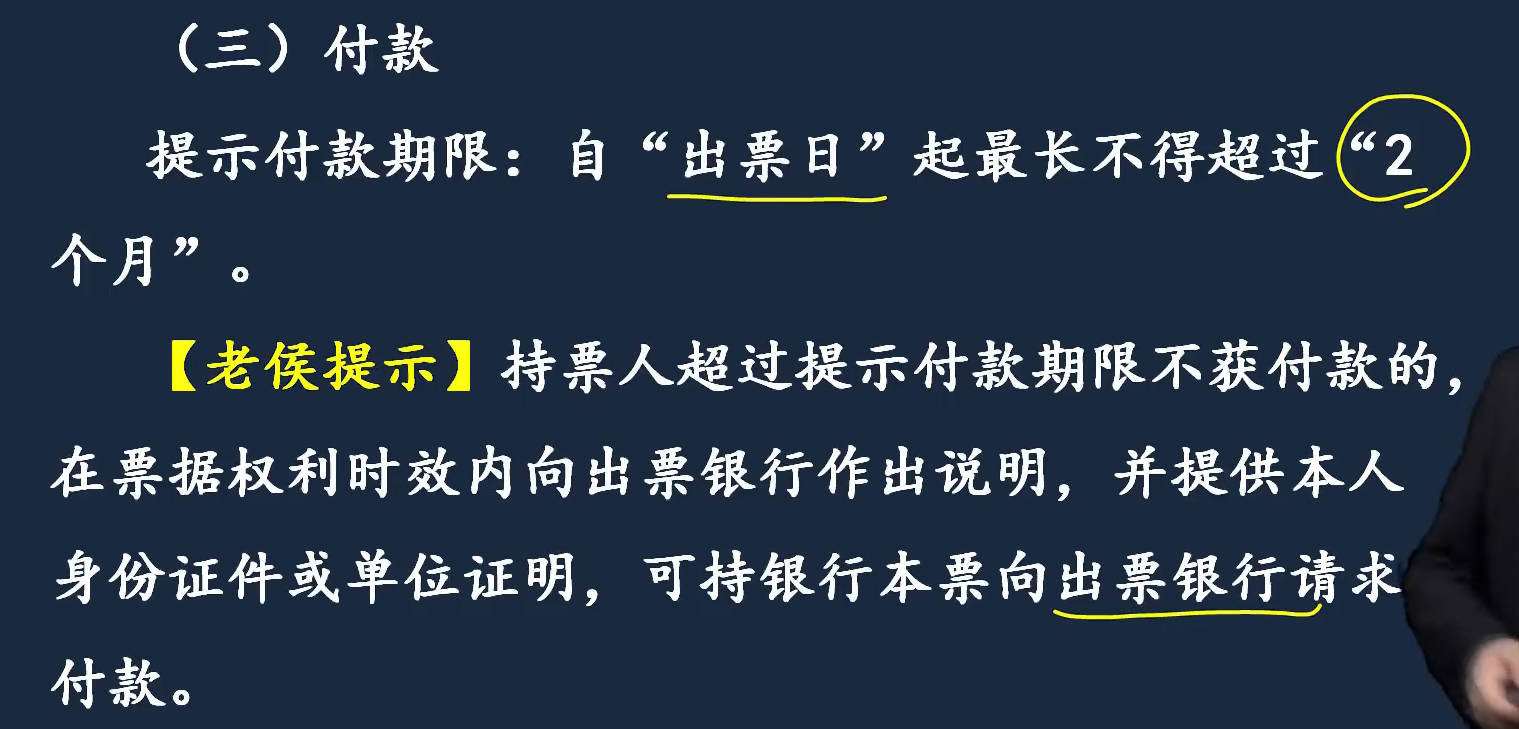 （三）付款
提示付款期限：自“出票日”起最长不得超过“2
个月”。
【老侯提示】持票人超过提示付款期限不获付款的，
在票据权利时效内向出票银行作出说明，并提供本人
身份证件或单位证明，可持银行本票向出票银行请求
付款。